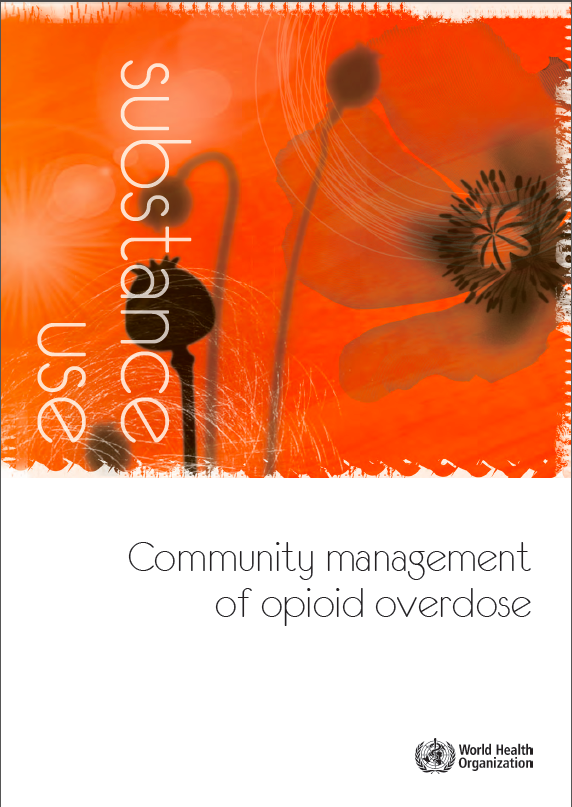 substance
use
Community management
of opioid overdose
World Health
Organization